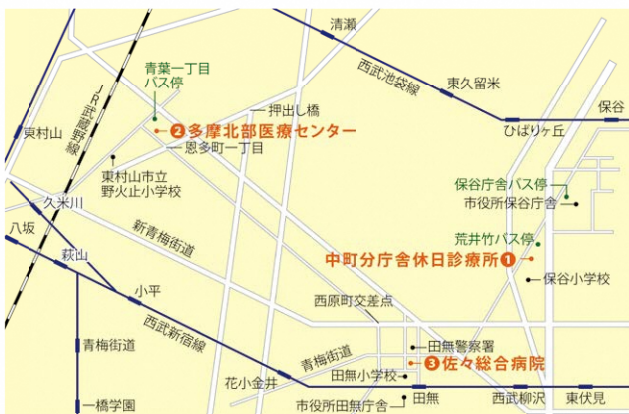 清瀬
西武池袋線
東久留米
ひばりヶ丘
保谷
青葉一丁目
バス停
押出し橋
JR武蔵野線
東村山
❷多摩北部医療センター
恩多町一丁目
東村山市立
野火止小学校
久米川
保谷庁舎バス停
市役所保谷庁舎
八坂
萩山
新青梅街道
荒井竹バス停
中町分庁舎休日診療所❶
保谷小学校
小平
西武新宿線
西原町交差点
青梅街道
青梅街道
田無警察署
❸佐々総合病院
田無小学校
花小金井
一橋学園
市役所田無庁舎
田無
西武柳沢
東伏見